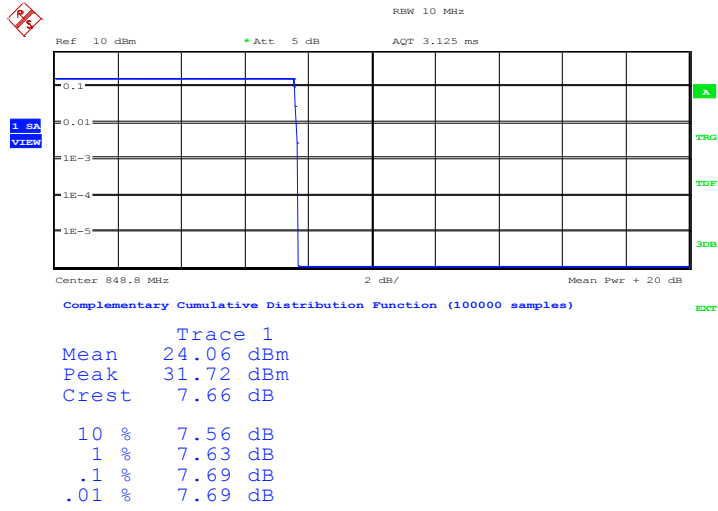 R
S
RBW 10 MHz
Ref 10 dBm
* Att 5 dB
AQT 3.125 ms
0.1
A
0.01
1 SA
VIEW
TRG
1E-3
TDF
1E-4
1E-5
3DB
Center 848.8 MHz
2 dB/
Mean Pwr + 20 dB
Complementary Cumulative Distribution Function (100000 samples)
EXT
Trace 1
Mean 24.06 dBm
Peak 31.72 dBm
Crest 7.66 dB
10 % 7.56 dB
1 % 7.63 dB
.1 % 7.69 dB
.01 % 7.69 dB